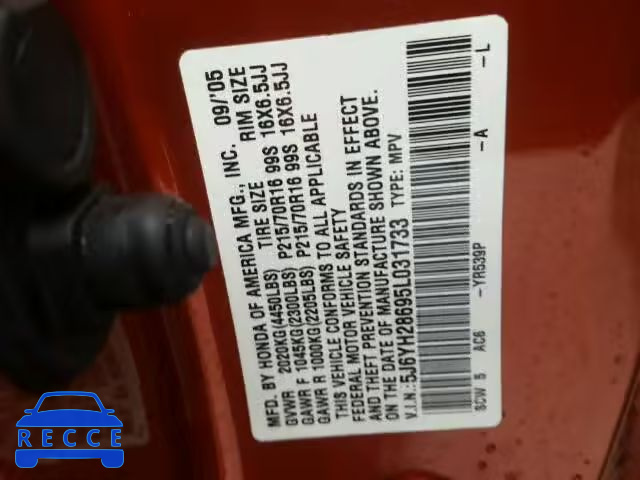 MFD. BY HONDA OF AMERICA MFG., INC. 09/'05
GVWR 2020KG(4450LBS) TIRE SIZE RIM SIZE
GAWR F 1045KG(2300LBS) P215/70R16 99S 16X6.5JJ
GAWR R 1000KG(2205LBS) P215/70R16 99S 16X6.5JJ
THIS VEHICLE CONFORMS TO ALL APPLICABLE
FEDERAL MOTOR VEHICLE SAFETY
AND THEFT PREVENTION STANDARDS IN EFFECT
ON THE DATE OF MANUFACTURE SHOWN ABOVE.
V.I.N.:5J6YH28695L031733 TYPE: MPV
SCW 5 AC6 -YR539P -A -L
RECCE